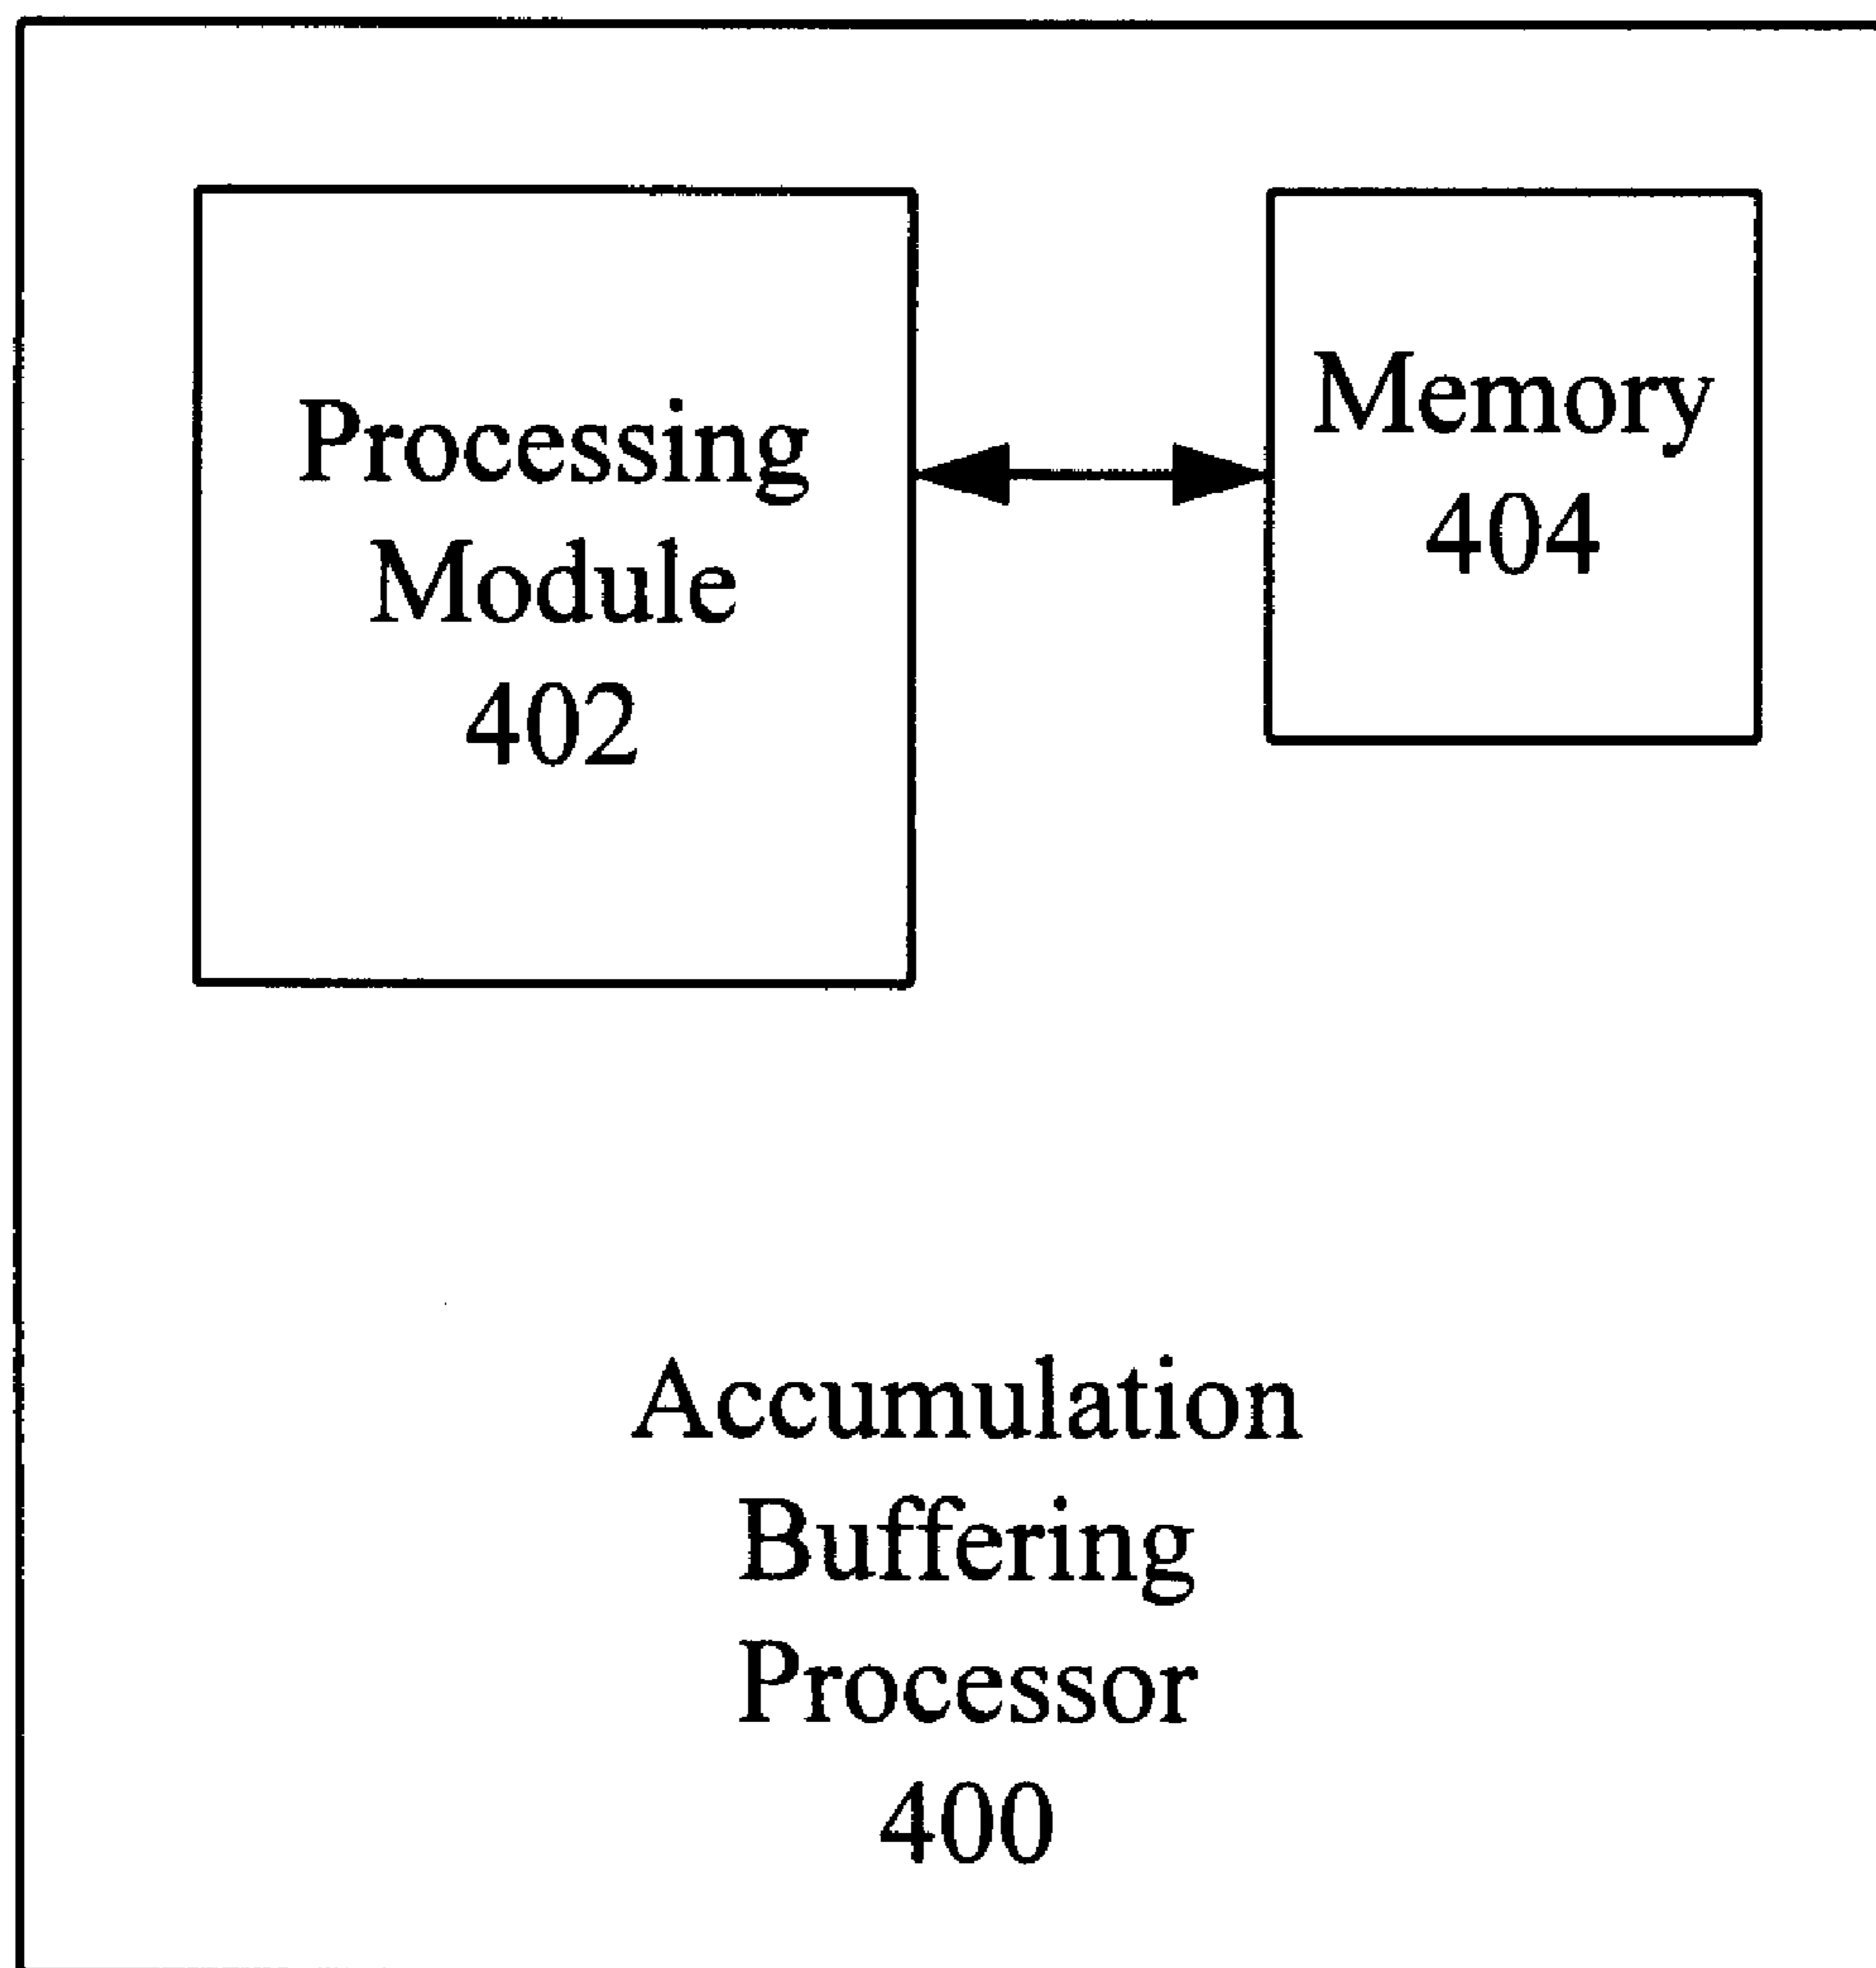 Processing
Module
402
Memory
404
Accumulation
Buffering
Processor
400